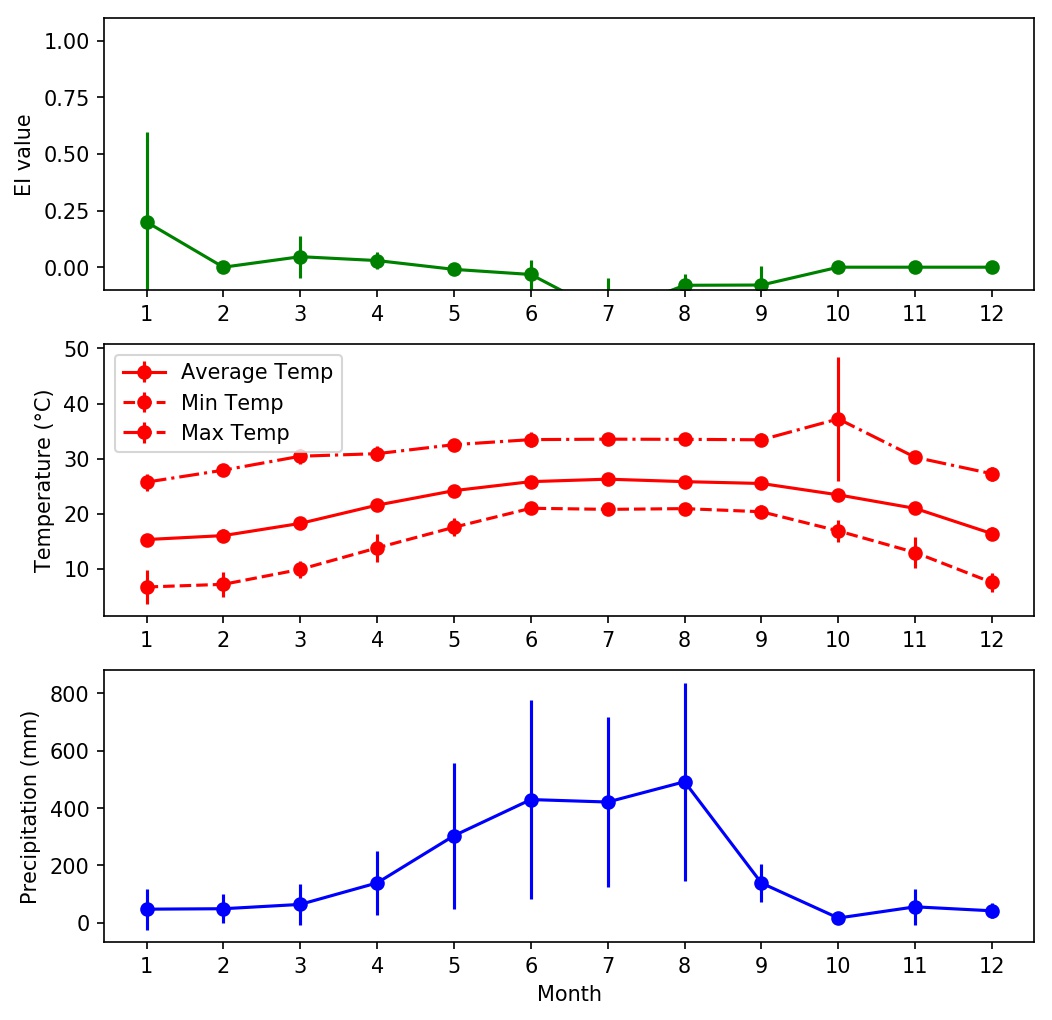 1.00
0.75
0.50
0.25
0.00
EI value
1 2 3 4 5 6 7 8 9 10 11 12
50
40
30
20
10
Temperature (°C)
Average Temp
Min Temp
Max Temp
1 2 3 4 5 6 7 8 9 10 11 12
800
600
400
200
0
Precipitation (mm)
1 2 3 4 5 6 7 8 9 10 11 12
Month